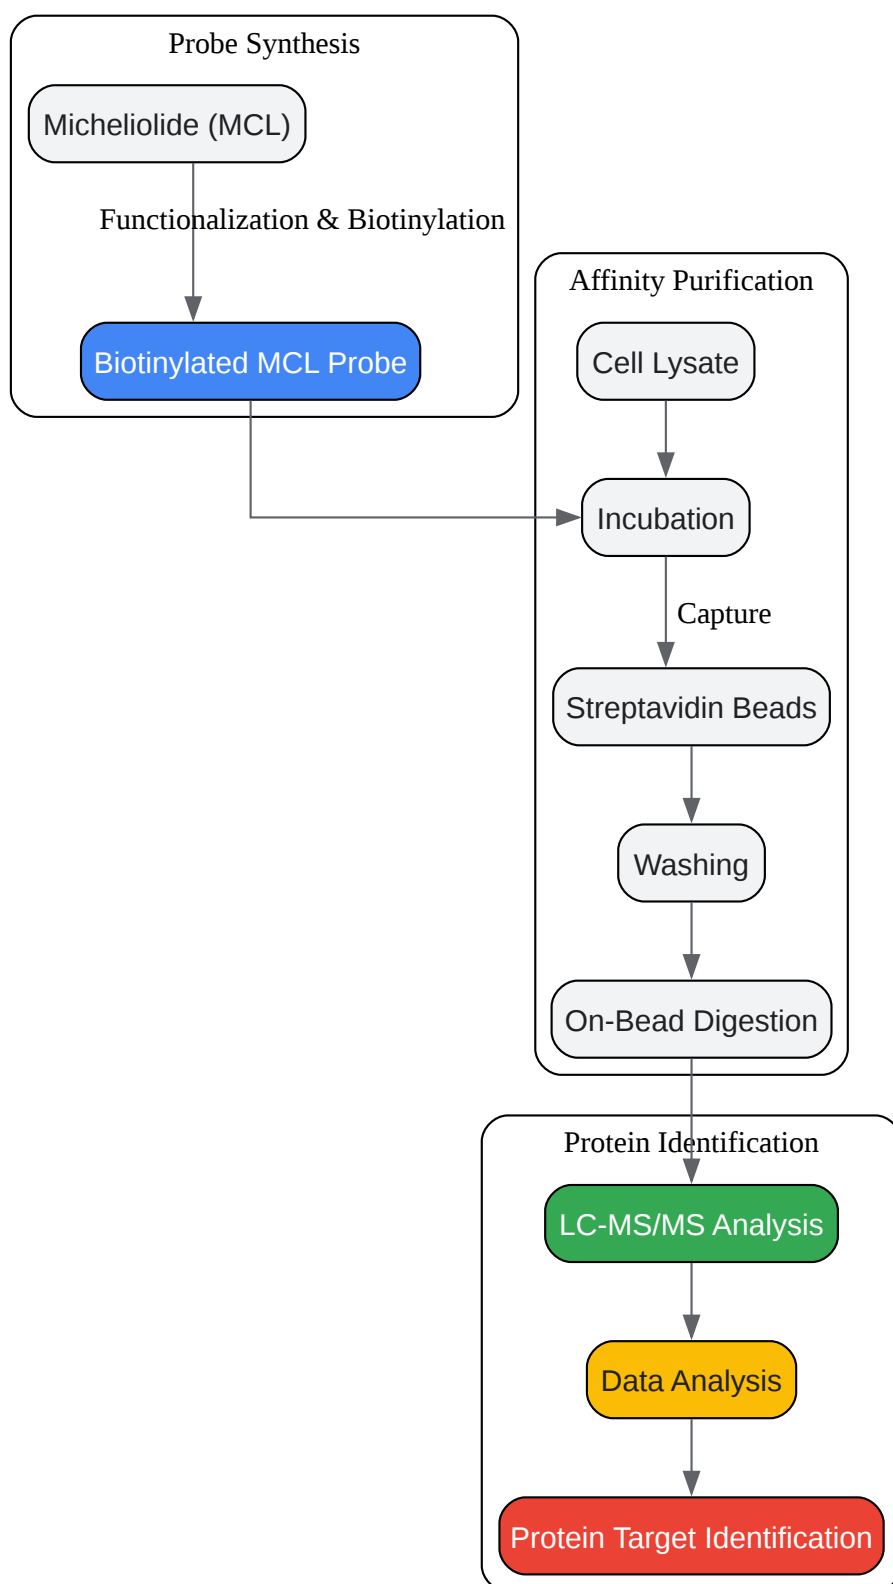 Probe Synthesis
Micheliolide (MCL)
Functionalization & Biotinylation
Biotinylated MCL Probe
Affinity Purification
Cell Lysate
Incubation
Capture
Streptavidin Beads
Washing
On-Bead Digestion
Protein Identification
LC-MS/MS Analysis
Data Analysis
Protein Target Identification